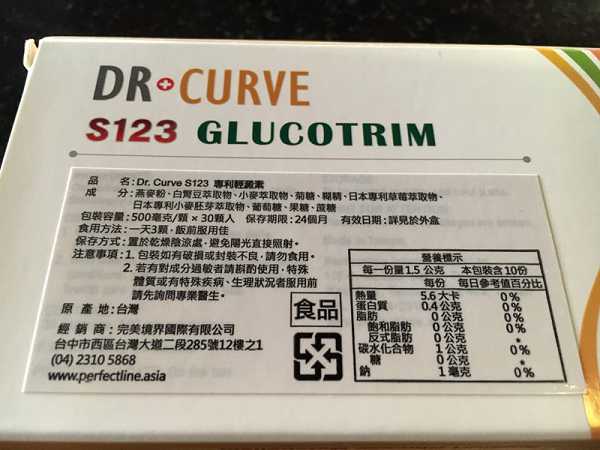 DR CURVE
S123 GLUCOTRIM
品 名:Dr. Curve S123 專利輕澱素
成 分:燕麥粉、白腎豆萃取物、小麥萃取物、菊糖、糊精、日本專利草莓萃取物、
日本專利小麥胚芽萃取物、葡萄糖、果糖、蔗糖
包裝容量:500毫克/顆×30顆入 保存期限:24個月 有效日期:詳見於外盒
食用方法:一天3顆,飯前服用佳
保存方式:置於乾燥陰涼處,避免陽光直接照射。
注意事項:1. 包裝如有破損或封裝不良,請勿食用。
2. 若有對成分過敏者請斟酌使用,特殊
體質或有特殊疾病、生理狀況者服用前
請先詢問專業醫生。
原 產 地:台灣
經 銷 商:完美境界國際有限公司
台中市西區台灣大道二段285號12樓之1
(04) 2310 5868
www.perfectline.asia
食品
營養標示
每一份量1.5 公克 本包裝含10份
每份 每日參考值百分比
熱量 5.6 大卡 0%
蛋白質 0.4 公克 0%
脂肪 0 公克 0%
飽和脂肪 0 公克 0%
反式脂肪 0 公克 *
碳水化合物 1 公克 0%
糖 0 公克 *
鈉 1 毫克 0%